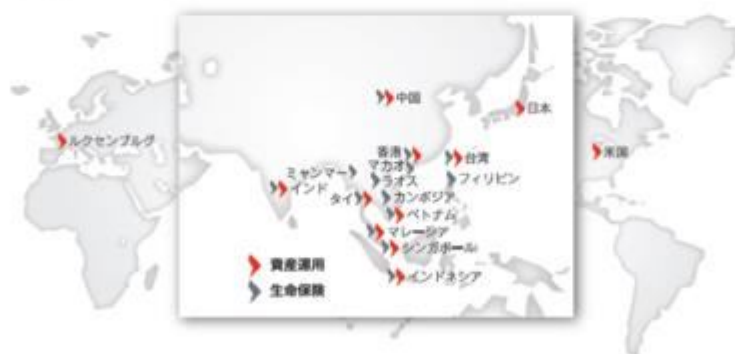 中国
日本
ルクセンブルグ
香港
台湾
米国
マカオ
ミャンマー
ラオス
フィリピン
インド
タイ
カンボジア
ベトナム
マレーシア
シンガポール
資産運用
インドネシア
生命保険